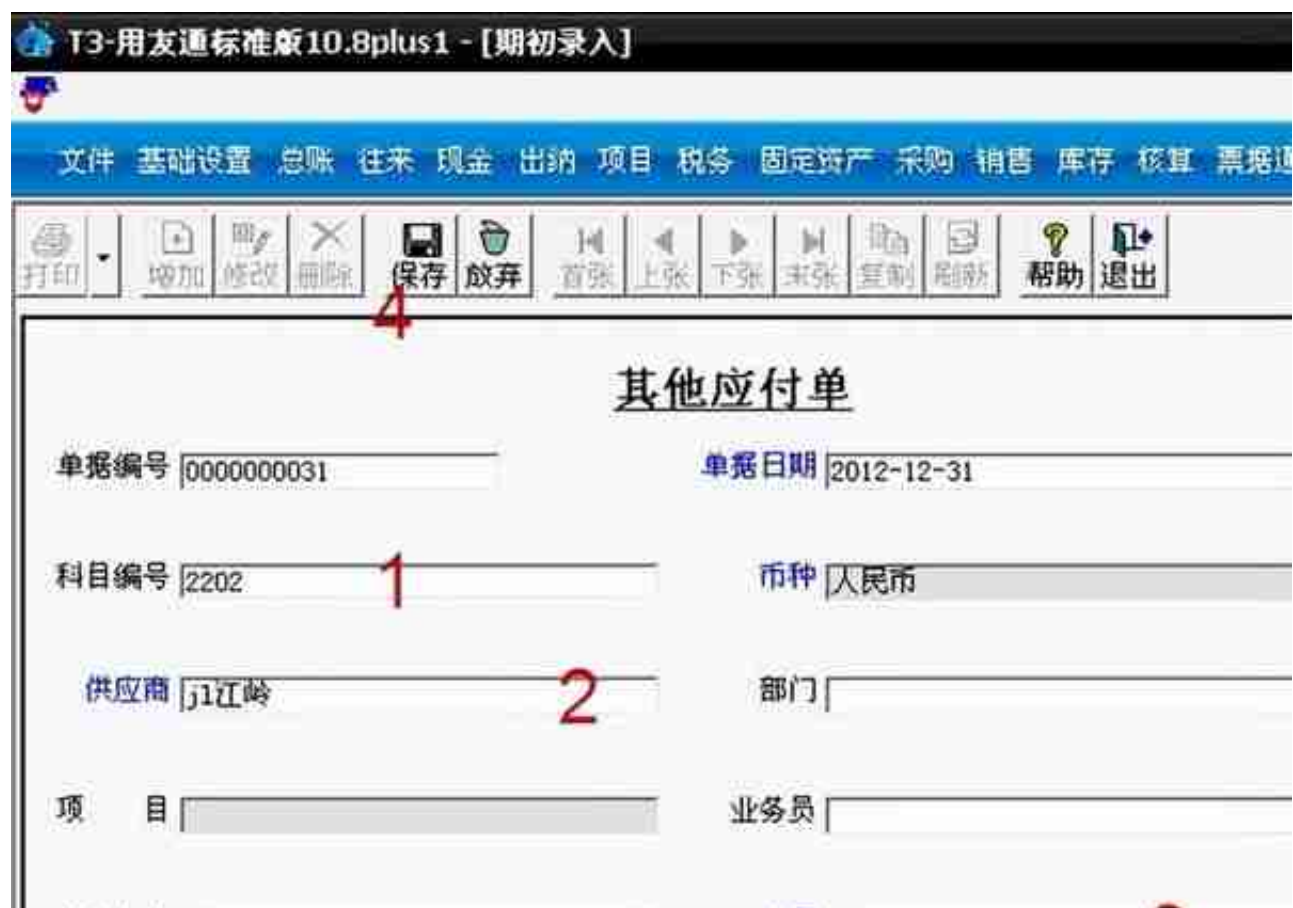 T3-用友通标准版10.8plus1 - [期初录入]
文件 基础设置 总账 往来 现金 出纳 项目 税务 固定资产 采购 销售 库存 核算 票据通
打印 增加 修改 删除 保存 放弃 首张 上张 下张 末张 复制 刷新 帮助 退出
4
其他应付单
单据编号 0000000031 单据日期 2012-12-31
科目编号 2202 1 币种 人民币
供应商 jl江岭 2 部门
项 目 业务员